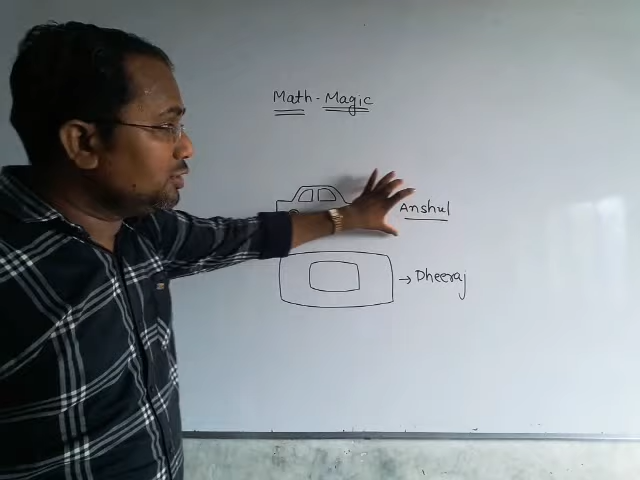 Math - Magic
Anshul
→ Dheeraj